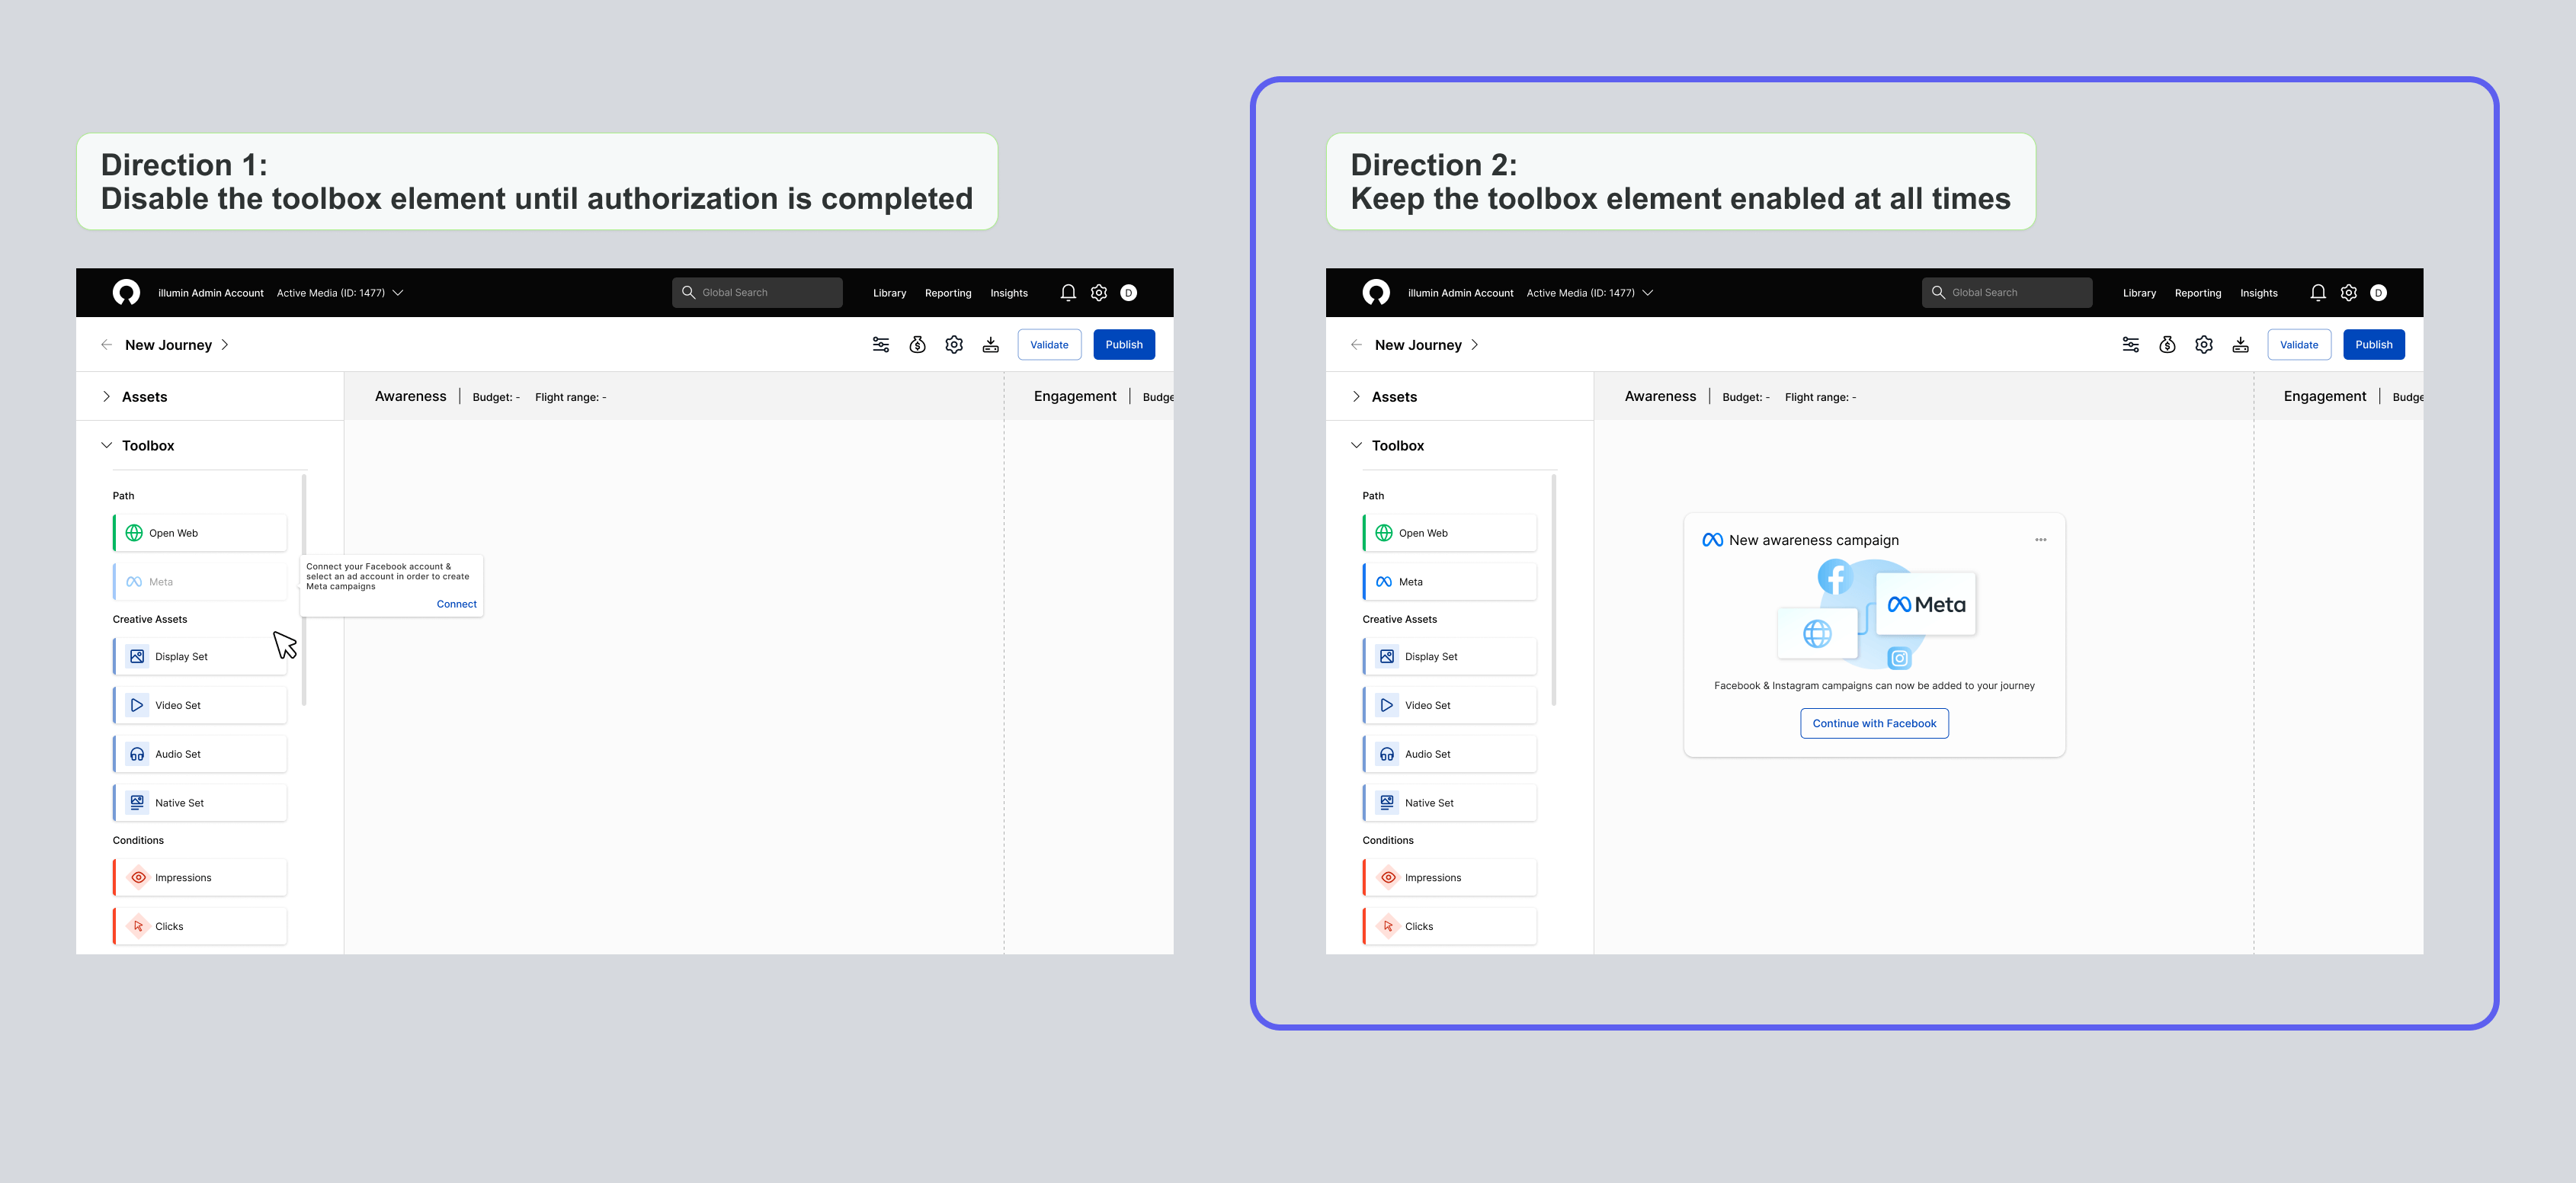 Direction 1:
Disable the toolbox element until authorization is completed
illumin Admin Account Active Media (ID: 1477) Global Search Library Reporting Insights D
New Journey Validate Publish
Assets
Awareness Budget: - Flight range: - Engagement Budge
Toolbox
Path
Open Web
Meta
Connect your Facebook account &
select an ad account in order to create
Meta campaigns
Connect
Creative Assets
Display Set
Video Set
Audio Set
Native Set
Conditions
Impressions
Clicks
Direction 2:
Keep the toolbox element enabled at all times
illumin Admin Account Active Media (ID: 1477) Global Search Library Reporting Insights D
New Journey Validate Publish
Assets
Awareness Budget: - Flight range: - Engagement Budge
Toolbox
Path
Open Web
Meta
Creative Assets
Display Set
Video Set
Audio Set
Native Set
Conditions
Impressions
Clicks
New awareness campaign
Meta
Facebook & Instagram campaigns can now be added to your journey
Continue with Facebook